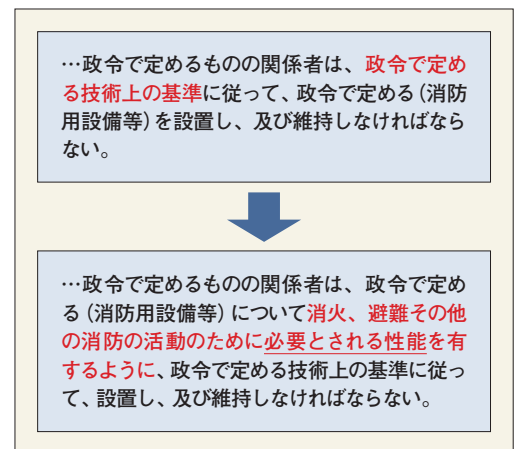 …政令で定めるものの関係者は、政令で定め
る技術上の基準に従って、政令で定める（消防
用設備等）を設置し、及び維持しなければなら
ない。
…政令で定めるものの関係者は、政令で定め
る（消防用設備等）について消火、避難その他
の消防の活動のために必要とされる性能を有
するように、政令で定める技術上の基準に従っ
て、設置し、及び維持しなければならない。